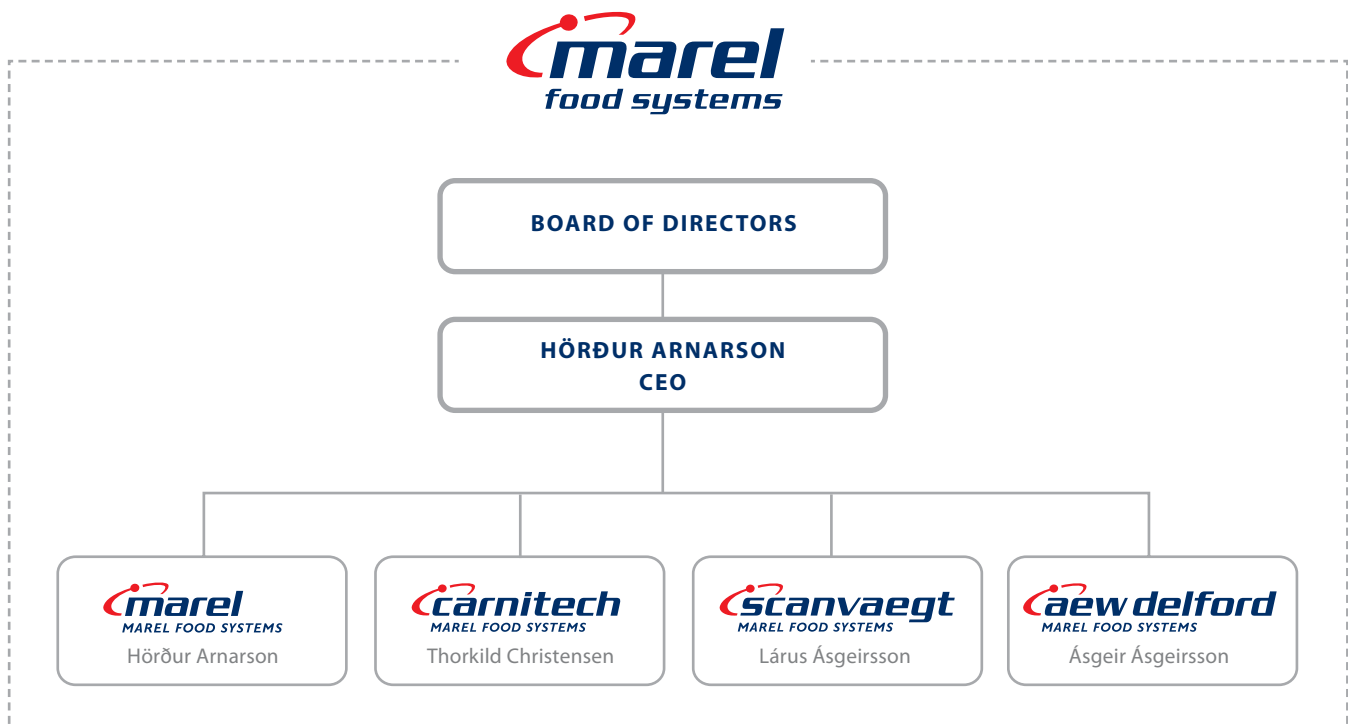 marel
food systems
BOARD OF DIRECTORS
HÖRÐUR ARNARSON
CEO
marel
MAREL FOOD SYSTEMS
Hörður Arnarson
carnitech
MAREL FOOD SYSTEMS
Thorkild Christensen
scanvaegt
MAREL FOOD SYSTEMS
Lárus Ásgeirsson
aew delford
MAREL FOOD SYSTEMS
Ásgeir Ásgeirsson